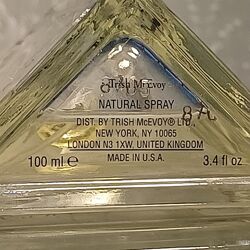 Trish McEvoy
NATURAL SPRAY
DIST. BY TRISH McEVOY® LTD.,
NEW YORK, NY 10065
LONDON N3 1XW, UNITED KINGDOM
100 ml ℮ MADE IN U.S.A. 3.4 fl oz